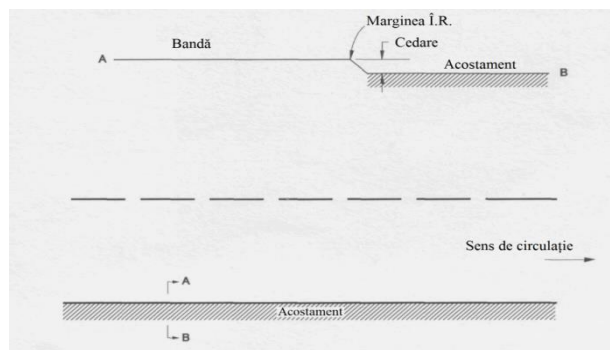 Marginea Î.R.
Bandă
Cedare
A
Acostament
B
Sens de circulație
A
Acostament
B